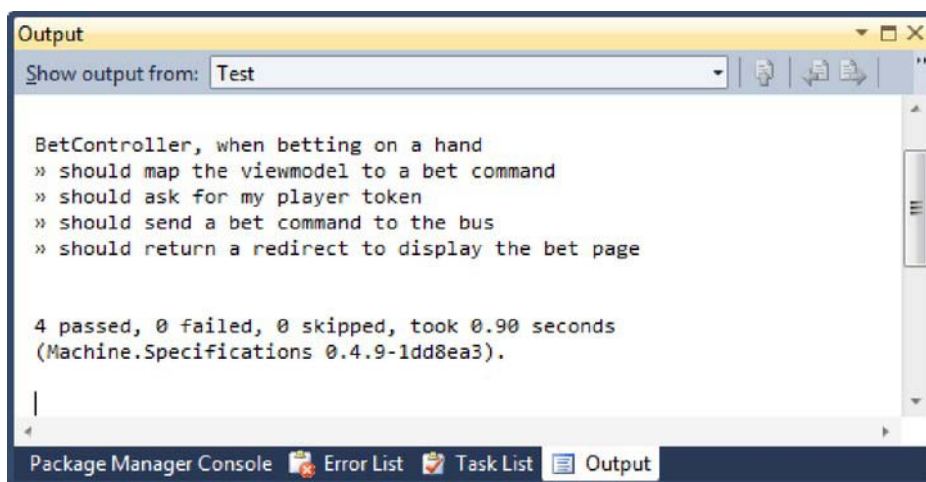 Output
Show output from: Test
BetController, when betting on a hand
» should map the viewmodel to a bet command
» should ask for my player token
» should send a bet command to the bus
» should return a redirect to display the bet page
4 passed, 0 failed, 0 skipped, took 0.90 seconds
(Machine.Specifications 0.4.9-1dd8ea3).
Package Manager Console Error List Task List Output